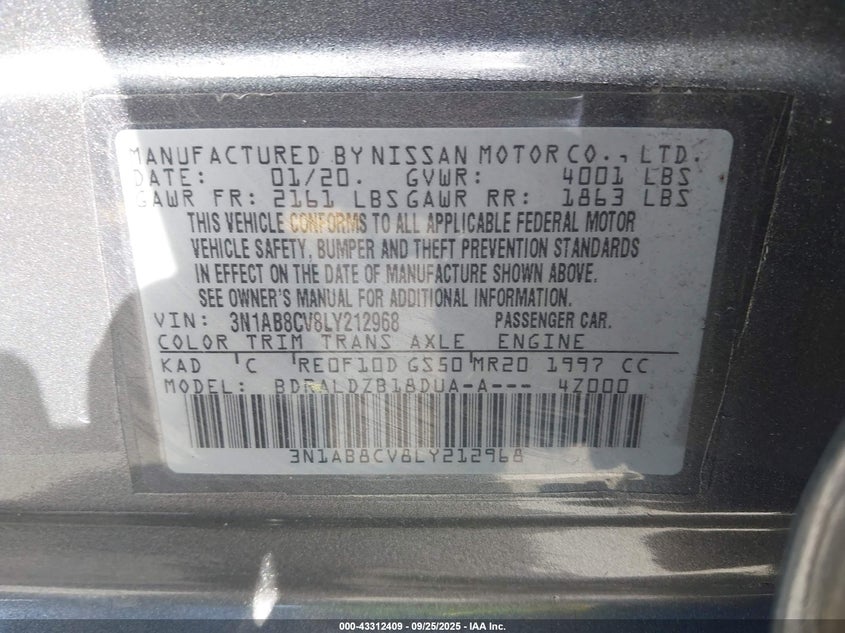 MANUFACTURED BY NISSAN MOTOR CO., LTD.
DATE: 01/20. GVWR: 4001 LBS
GAWR FR: 2161 LBS GAWR RR: 1863 LBS
THIS VEHICLE CONFORMS TO ALL APPLICABLE FEDERAL MOTOR
VEHICLE SAFETY, BUMPER AND THEFT PREVENTION STANDARDS
IN EFFECT ON THE DATE OF MANUFACTURE SHOWN ABOVE.
SEE OWNER'S MANUAL FOR ADDITIONAL INFORMATION.
VIN: 3N1AB8CV8LY212968 PASSENGER CAR.
COLOR TRIM TRANS AXLE ENGINE
KAD C RE0F10D GS50 MR20 1997 CC
MODEL: 4Z000
3N1AB8CV8LY212968
000-43312409 - 09/25/2025 - IAA Inc.